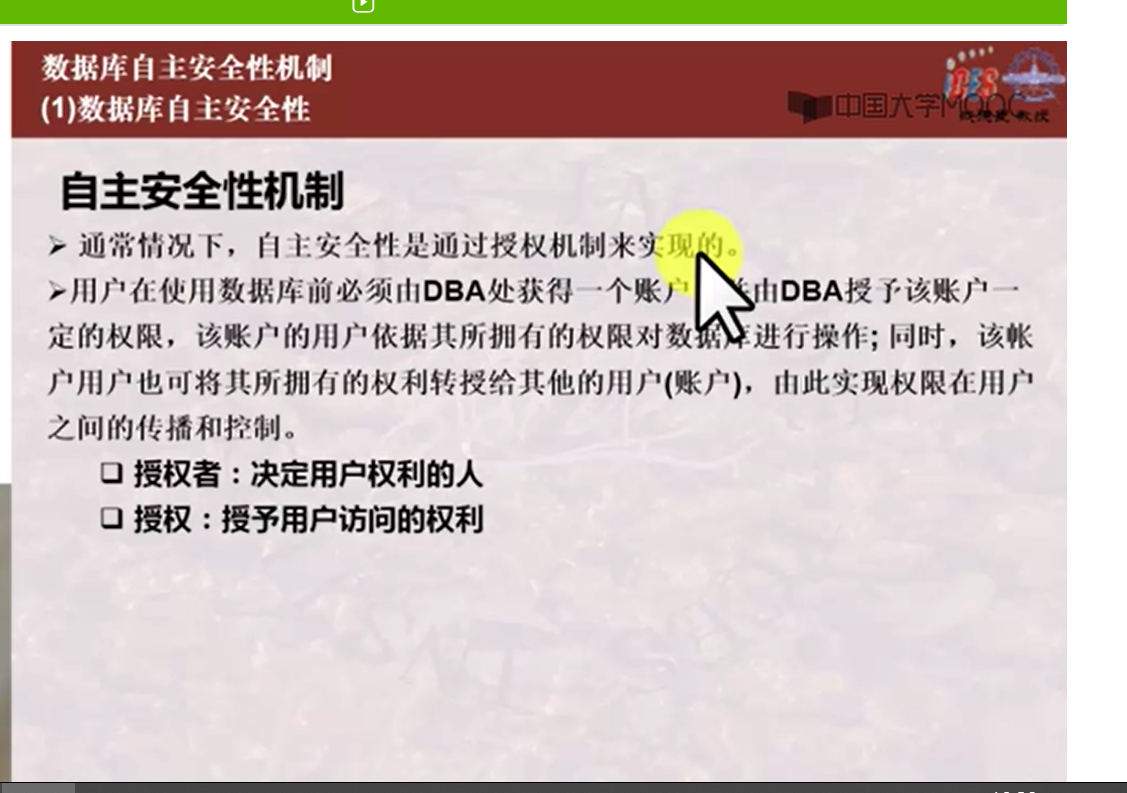 数据库自主安全性机制
(1)数据库自主安全性
中国大学MOOC
自主安全性机制
➢ 通常情况下，自主安全性是通过授权机制来实现的。
➢用户在使用数据库前必须由DBA处获得一个账户 由DBA授予该账户一
定的权限，该账户的用户依据其所拥有的权限对数据库进行操作; 同时，该帐
户用户也可将其所拥有的权利转授给其他的用户(账户)，由此实现权限在用户
之间的传播和控制。
❑ 授权者：决定用户权利的人
❑ 授权：授予用户访问的权利